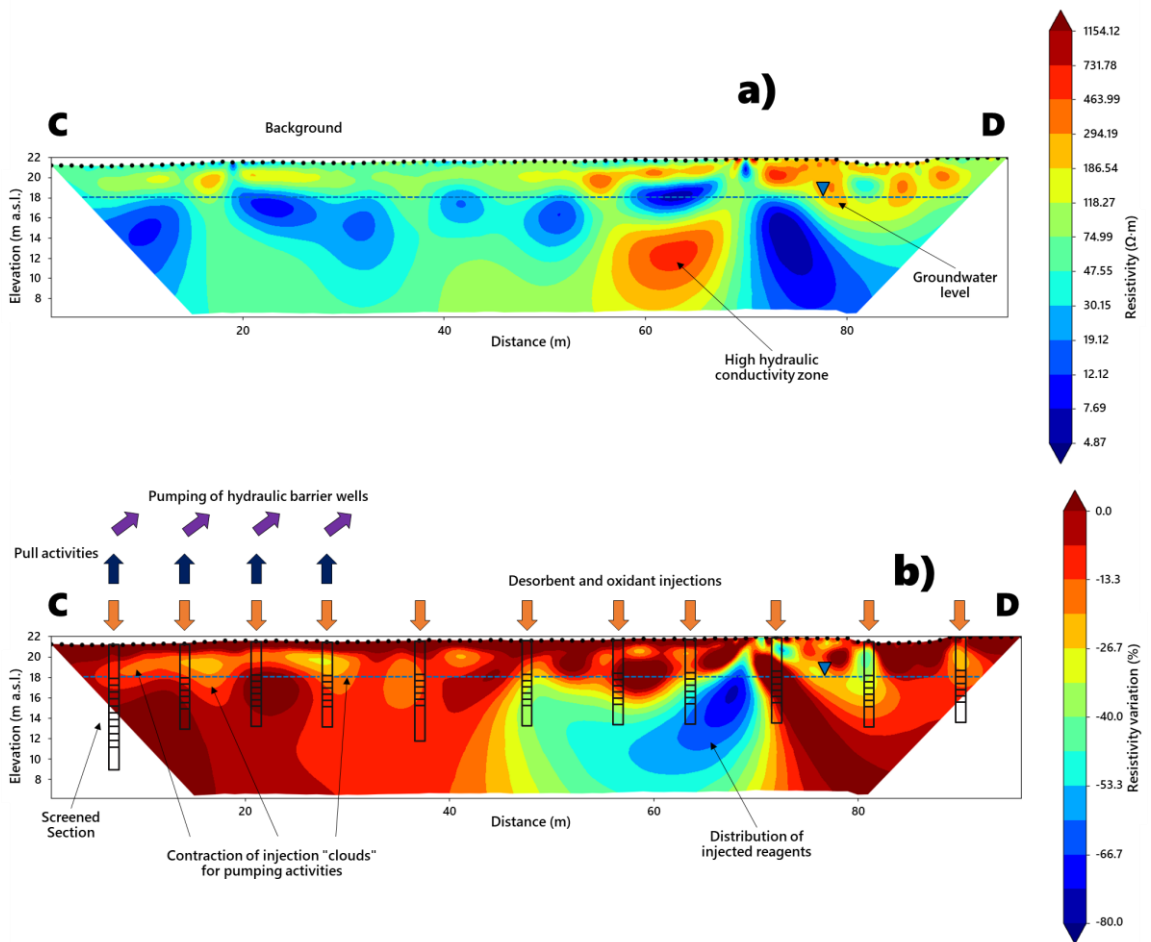 a)
C
D
Background
22
20
18
16
14
12
10
8
Elevation (m a.s.l.)
20
40
60
80
Distance (m)
Groundwater
level
High hydraulic
conductivity zone
1154.12
731.78
463.99
294.19
186.54
118.27
74.99
47.55
30.15
19.12
12.12
7.69
4.87
Resistivity (Ω·m)
Pumping of hydraulic barrier wells
Pull activities
Desorbent and oxidant injections
b)
C
D
22
20
18
16
14
12
10
8
Elevation (m a.s.l.)
20
40
60
80
Distance (m)
Screened
Section
Contraction of injection "clouds"
for pumping activities
Distribution of
injected reagents
0.0
-13.3
-26.7
-40.0
-53.3
-66.7
-80.0
Resistivity variation (%)